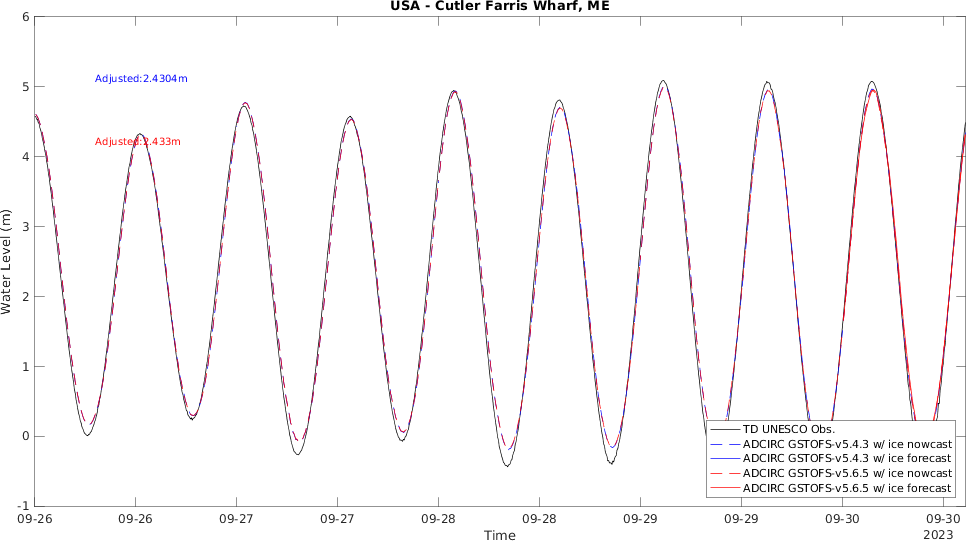 USA - Cutler Farris Wharf, ME
6
5
4
3
2
1
0
-1
Water Level (m)
Adjusted:2.4304m
Adjusted:2.433m
TD UNESCO Obs.
ADCIRC GSTOFS-v5.4.3 w/ ice nowcast
ADCIRC GSTOFS-v5.4.3 w/ ice forecast
ADCIRC GSTOFS-v5.6.5 w/ ice nowcast
ADCIRC GSTOFS-v5.6.5 w/ ice forecast
09-26 09-26 09-27 09-27 09-28 09-28 09-29 09-29 09-30 09-30
Time
2023